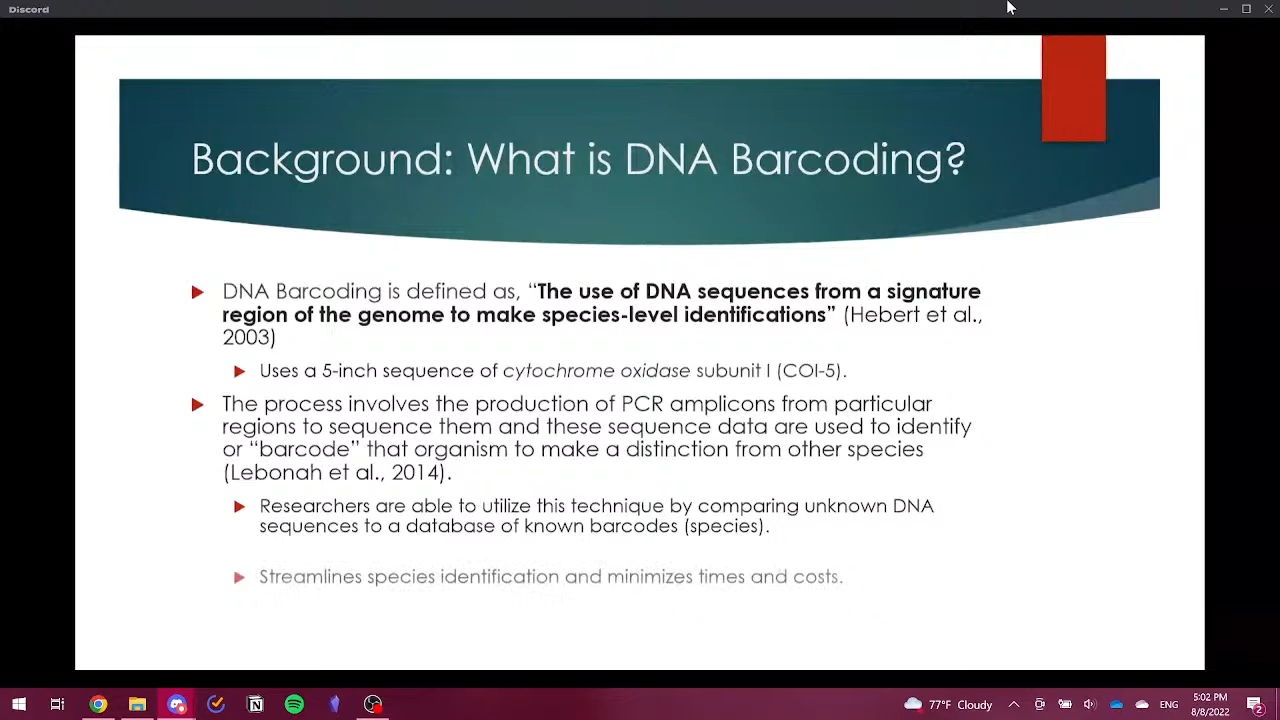 Discord
Background: What is DNA Barcoding?
DNA Barcoding is defined as, “The use of DNA sequences from a signature
region of the genome to make species-level identifications” (Hebert et al.,
2003)
Uses a 5-inch sequence of cytochrome oxidase subunit I (COI-5).
The process involves the production of PCR amplicons from particular
regions to sequence them and these sequence data are used to identify
or “barcode” that organism to make a distinction from other species
(Lebonah et al., 2014).
Researchers are able to utilize this technique by comparing unknown DNA
sequences to a database of known barcodes (species).
Streamlines species identification and minimizes times and costs.
77°F Cloudy
ENG
5:02 PM
8/8/2022
2